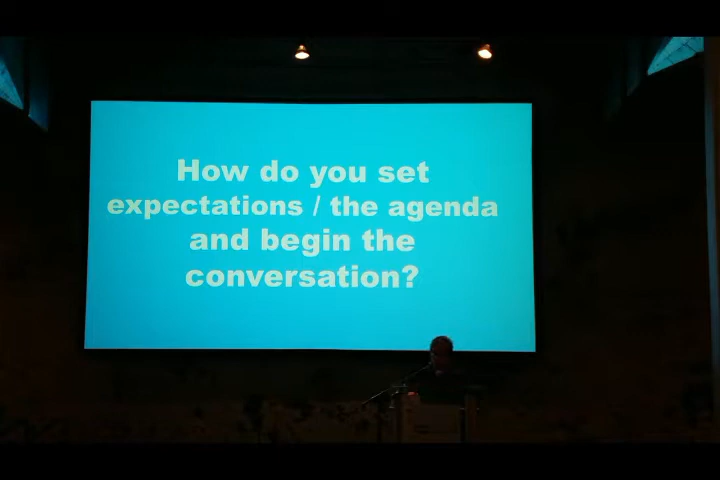 How do you set
expectations / the agenda
and begin the
conversation?